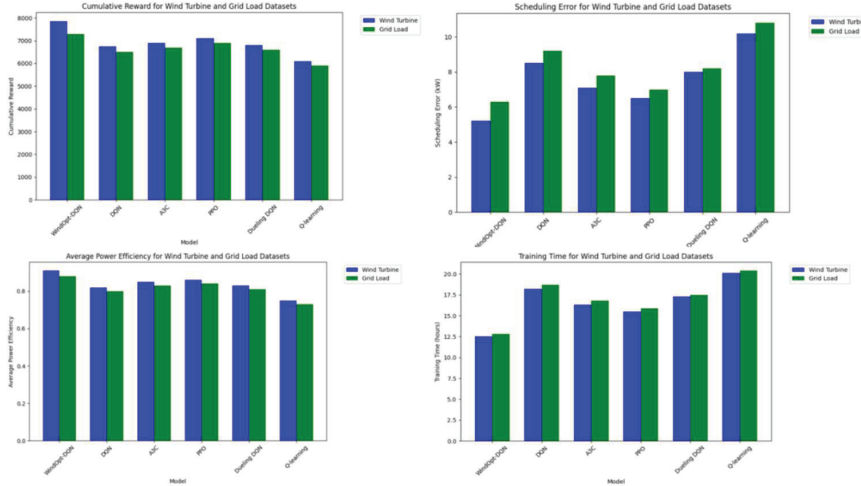 Cumulative Reward for Wind Turbine and Grid Load Datasets
Wind Turbine
Grid Load
Cumulative Reward
8000
7000
6000
5000
4000
3000
2000
1000
0
WindOpt-DQN
DQN
A3C
PPO
Dueling DQN
Q-learning
Model
Scheduling Error for Wind Turbine and Grid Load Datasets
Wind Turbi
Grid Load
Scheduling Error (kW)
10
8
6
4
2
0
WindOpt-DQN
DQN
A3C
PPO
Dueling DQN
Q-learning
Average Power Efficiency for Wind Turbine and Grid Load Datasets
Wind Turbine
Grid Load
Average Power Efficiency
0.8
0.6
0.4
0.2
0.0
WindOpt-DQN
DQN
A3C
PPO
Dueling DQN
Q-learning
Model
Training Time for Wind Turbine and Grid Load Datasets
Wind Turbine
Grid Load
Training Time (hours)
20.0
17.5
15.0
12.5
10.0
7.5
5.0
2.5
0.0
WindOpt-DQN
DQN
A3C
PPO
Dueling DQN
Q-learning
Model